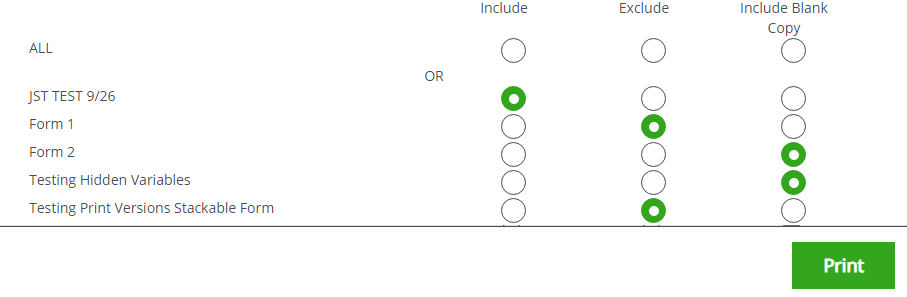 Include Exclude Include Blank
Copy
ALL
OR
JST TEST 9/26
Form 1
Form 2
Testing Hidden Variables
Testing Print Versions Stackable Form
Print